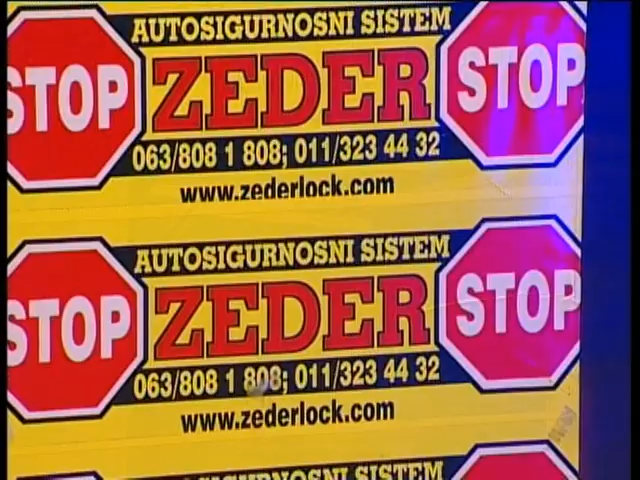 AUTOSIGURNOSNI SISTEM
STOP ZEDER STOP
063/808 1 808; 011/323 44 32
www.zederlock.com
AUTOSIGURNOSNI SISTEM
STOP ZEDER STOP
063/808 1 808; 011/323 44 32
www.zederlock.com
AUTOSIGURNOSNI SISTEM